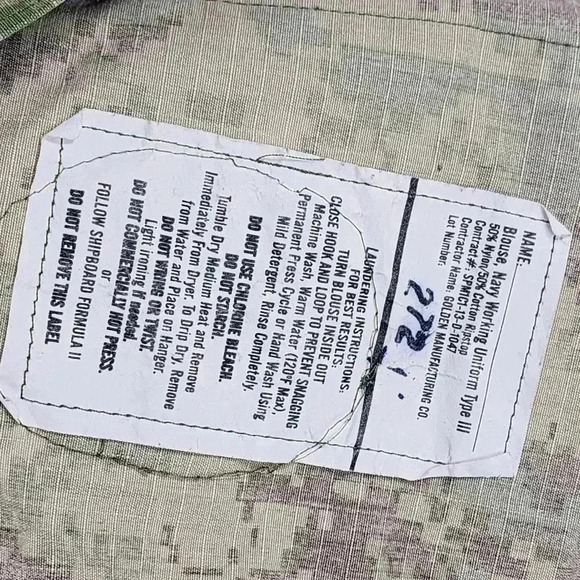 NAME:
Blouse, Navy Working Uniform Type III
50% Nylon/50% Cotton Ripstop
Contract#: SPM1C1-13-D-1047
Contractor Name: GOLDEN MANUFACTURING CO.
Lot Number:
272
LAUNDERING INSTRUCTIONS:
FOR BEST RESULTS:
TURN BLOUSE INSIDE OUT
CLOSE HOOK AND LOOP TO PREVENT SNAGGING
Machine Wash, Warm Water (120°F Max),
Permanent Press Cycle or Hand Wash Using
Mild Detergent, Rinse Completely.
DO NOT USE CHLORINE BLEACH.
DO NOT STARCH.
Tumble Dry, Medium Heat and Remove
Immediately From Dryer. To Drip Dry, Remove
from Water and Place on Hanger.
DO NOT WRING OR TWIST.
Light ironing if needed.
DO NOT COMMERCIALLY HOT PRESS.
or
FOLLOW SHIPBOARD FORMULA II
DO NOT REMOVE THIS LABEL